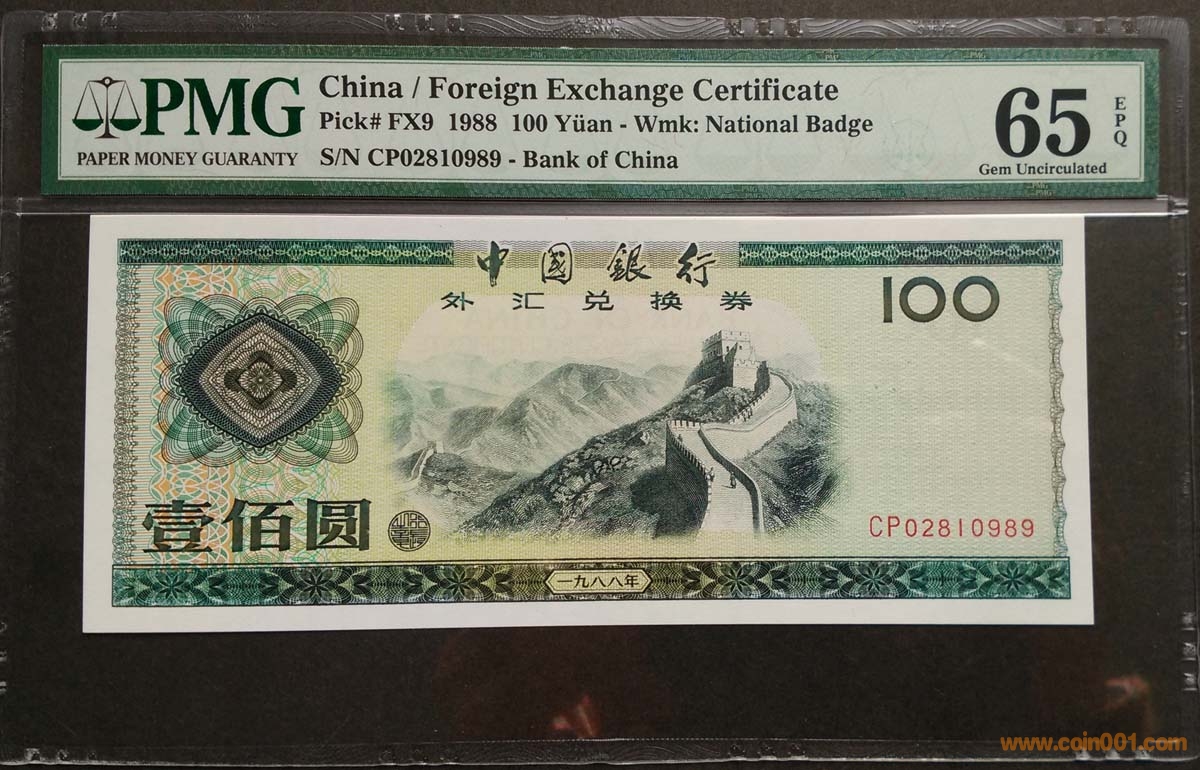 PMG
PAPER MONEY GUARANTY
China / Foreign Exchange Certificate
Pick# FX9 1988 100 Yüan - Wmk: National Badge
S/N CP02810989 - Bank of China
65
EPQ
Gem Uncirculated
中國銀行
外汇兑换券
100
壹佰圆
CP02810989
一九八八年
www.coin001.com